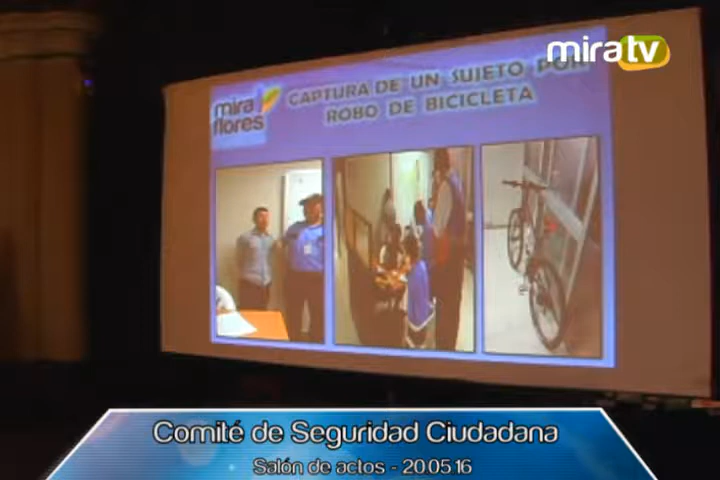 miratv
mira
flores
CAPTURA DE UN SUJETO POR
ROBO DE BICICLETA
Comité de Seguridad Ciudadana
Salón de actos - 20.05.16